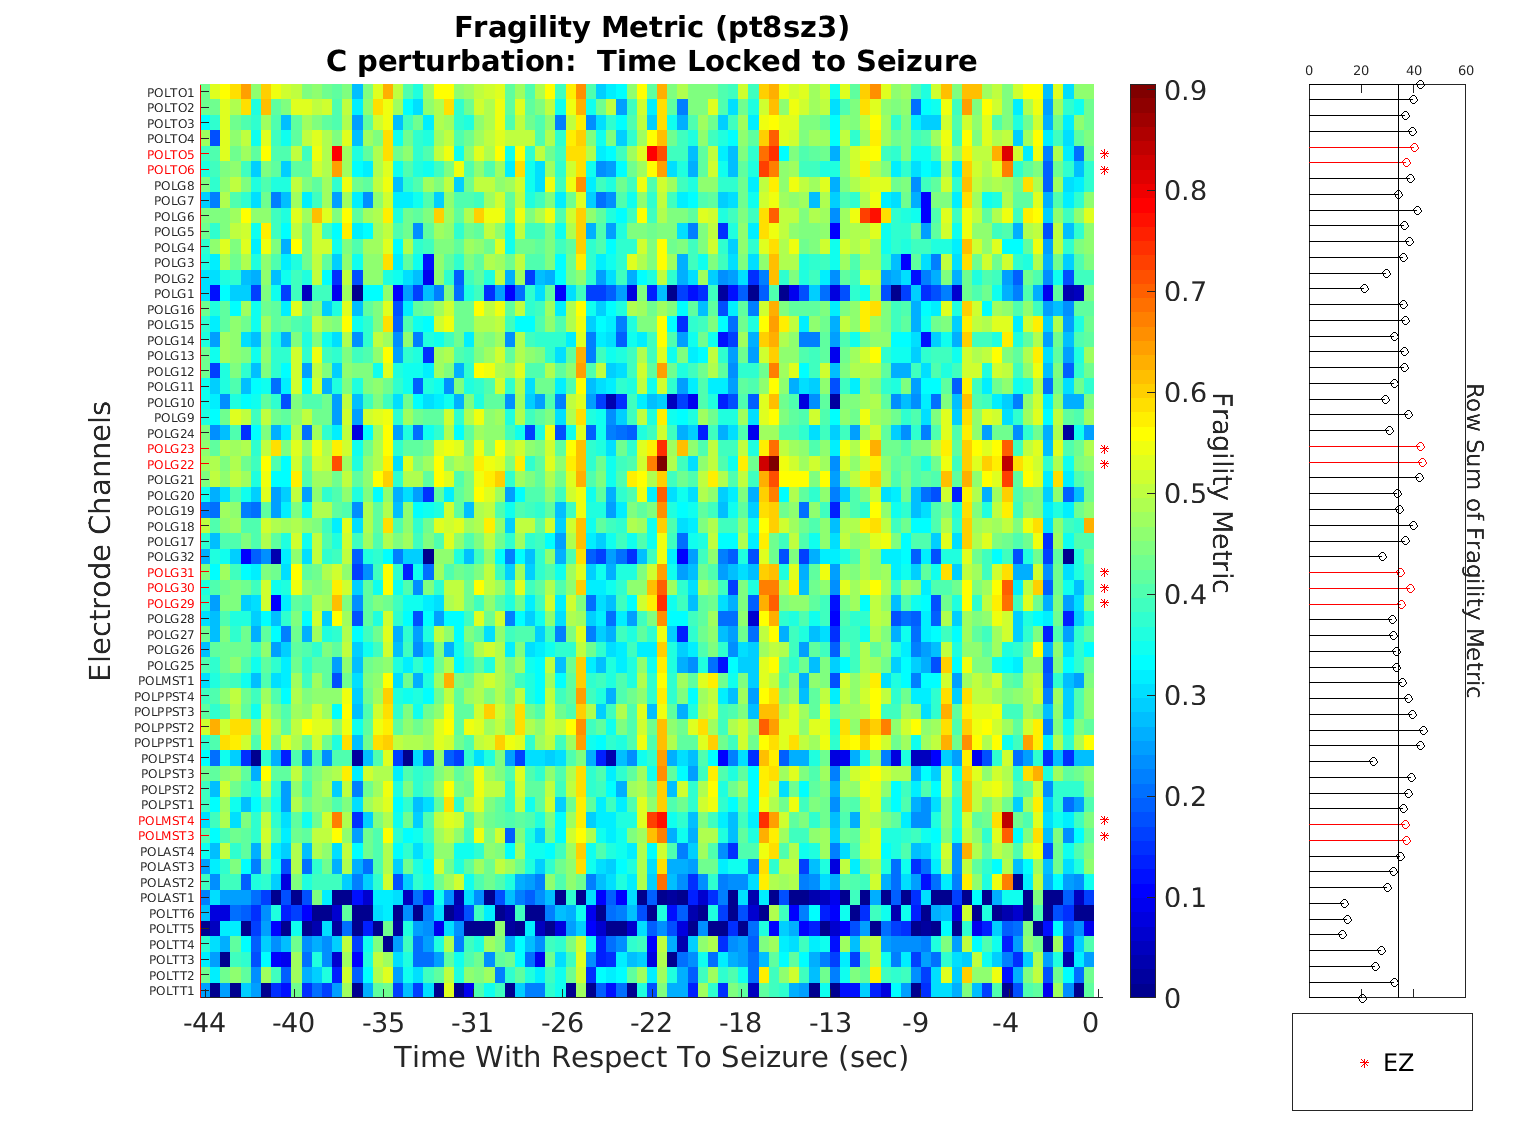 Fragility Metric (pt8sz3)
C perturbation:  Time Locked to Seizure
Electrode Channels
POLTO1
POLTO2
POLTO3
POLTO4
POLTO5
POLTO6
POLG8
POLG7
POLG6
POLG5
POLG4
POLG3
POLG2
POLG1
POLG16
POLG15
POLG14
POLG13
POLG12
POLG11
POLG10
POLG9
POLG24
POLG23
POLG22
POLG21
POLG20
POLG19
POLG18
POLG17
POLG32
POLG31
POLG30
POLG29
POLG28
POLG27
POLG26
POLG25
POLMST1
POLPPST4
POLPPST3
POLPPST2
POLPPST1
POLPST4
POLPST3
POLPST2
POLPST1
POLMST4
POLMST3
POLAST4
POLAST3
POLAST2
POLAST1
POLTT6
POLTT5
POLTT4
POLTT3
POLTT2
POLTT1
-44 -40 -35 -31 -26 -22 -18 -13 -9 -4 0
Time With Respect To Seizure (sec)
0.9
0.8
0.7
0.6
0.5
0.4
0.3
0.2
0.1
0
Fragility Metric
0 20 40 60
Row Sum of Fragility Metric
* EZ